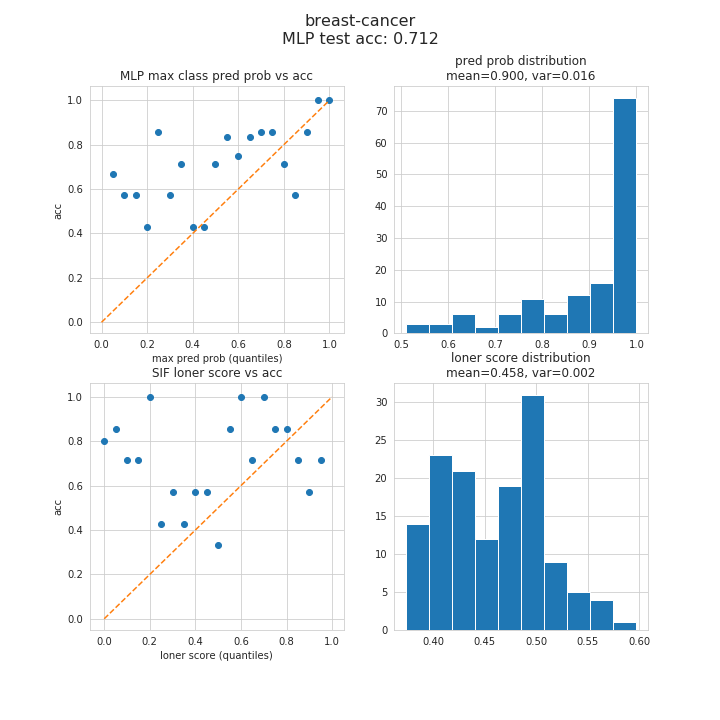 breast-cancer
MLP test acc: 0.712
MLP max class pred prob vs acc
1.0
0.8
0.6
0.4
0.2
0.0
acc
0.0 0.2 0.4 0.6 0.8 1.0
max pred prob (quantiles)
pred prob distribution
mean=0.900, var=0.016
70
60
50
40
30
20
10
0
0.5 0.6 0.7 0.8 0.9 1.0
SIF loner score vs acc
1.0
0.8
0.6
0.4
0.2
0.0
acc
0.0 0.2 0.4 0.6 0.8 1.0
loner score (quantiles)
loner score distribution
mean=0.458, var=0.002
30
25
20
15
10
5
0
0.40 0.45 0.50 0.55 0.60